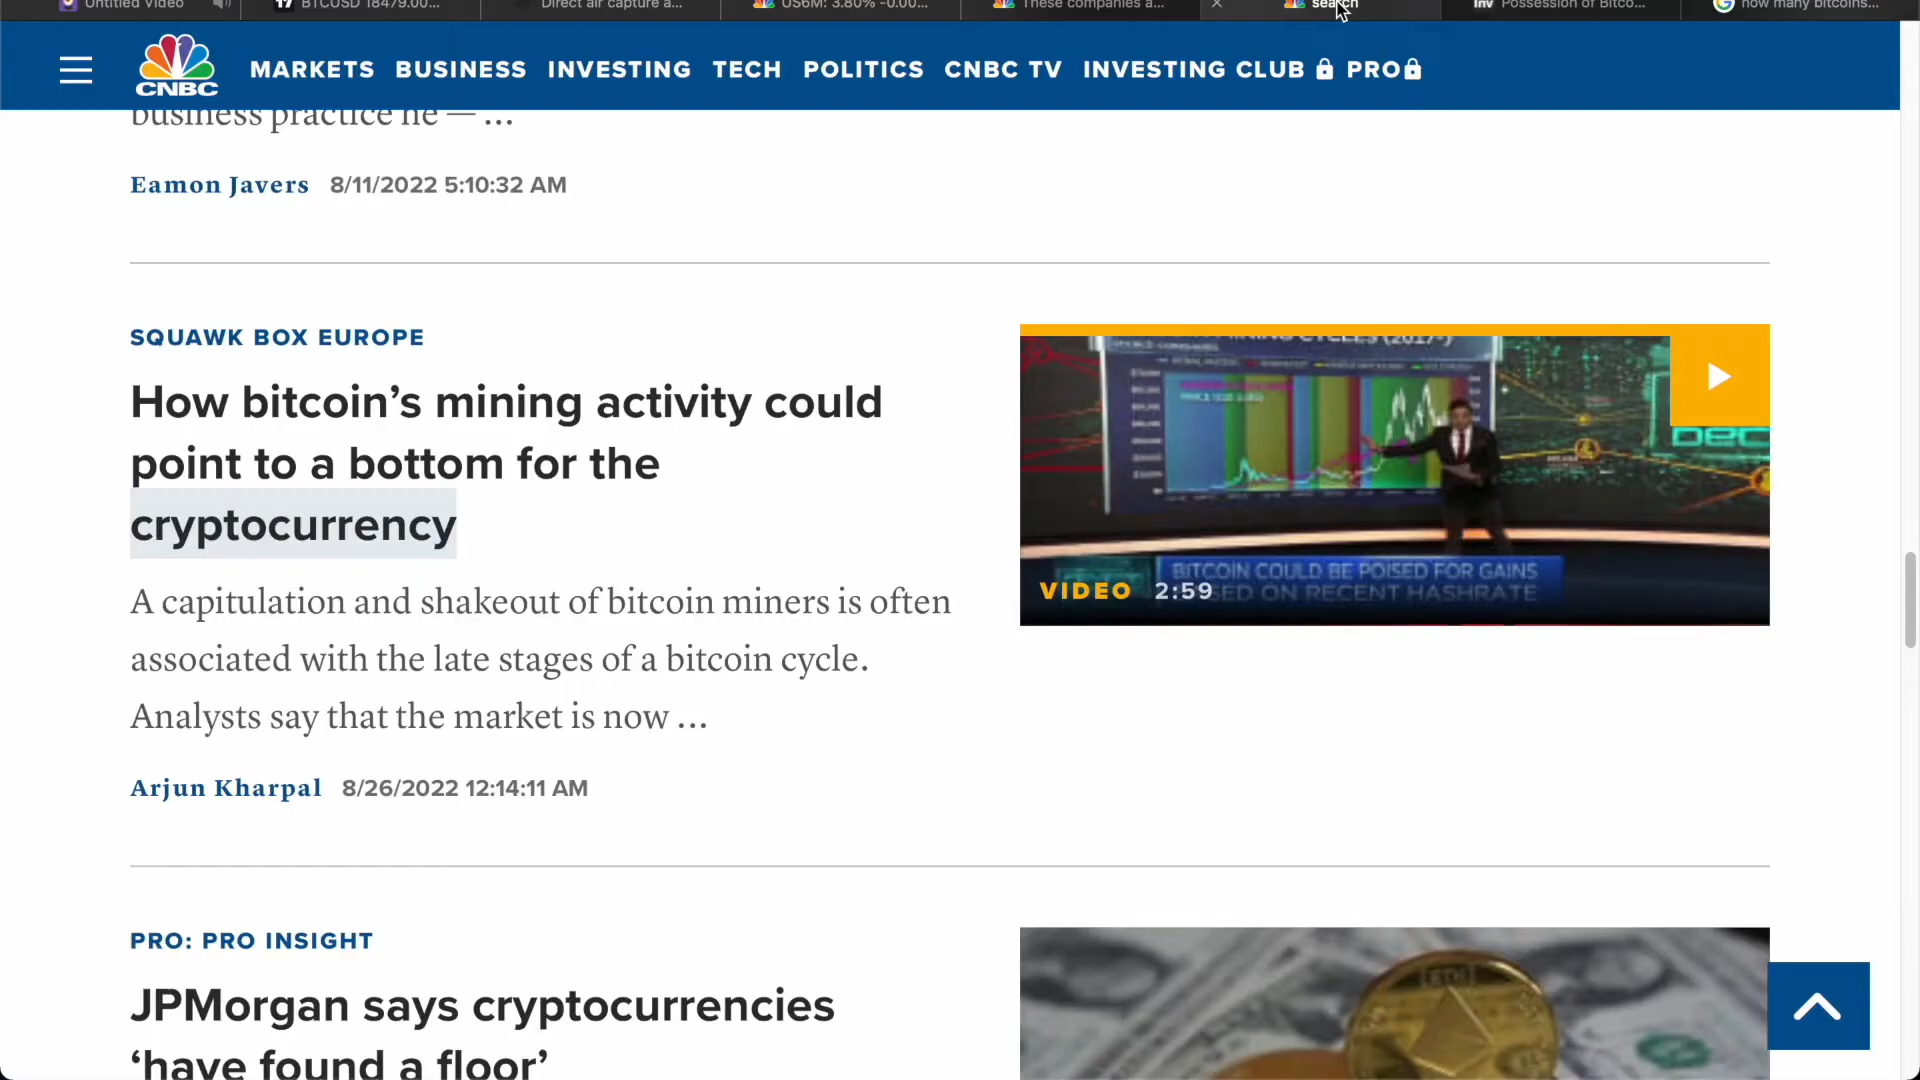 Untitled Video
BTCUSD 18479.00...
Direct air capture a...
US6M: 3.80% -0.00...
These companies a...
search
Inv
Possession of Bitco...
how many bitcoins...
CNBC
MARKETS BUSINESS INVESTING TECH POLITICS CNBC TV INVESTING CLUB PRO
business practice he — ...
Eamon Javers 8/11/2022 5:10:32 AM
SQUAWK BOX EUROPE
How bitcoin’s mining activity could
point to a bottom for the
cryptocurrency
A capitulation and shakeout of bitcoin miners is often
associated with the late stages of a bitcoin cycle.
Analysts say that the market is now ...
Arjun Kharpal 8/26/2022 12:14:11 AM
MINING CYCLES (2017-)
BITCOIN COULD BE POISED FOR GAINS
VIDEO 2:59
SED ON RECENT HASHRATE
PRO: PRO INSIGHT
JPMorgan says cryptocurrencies
‘have found a floor’